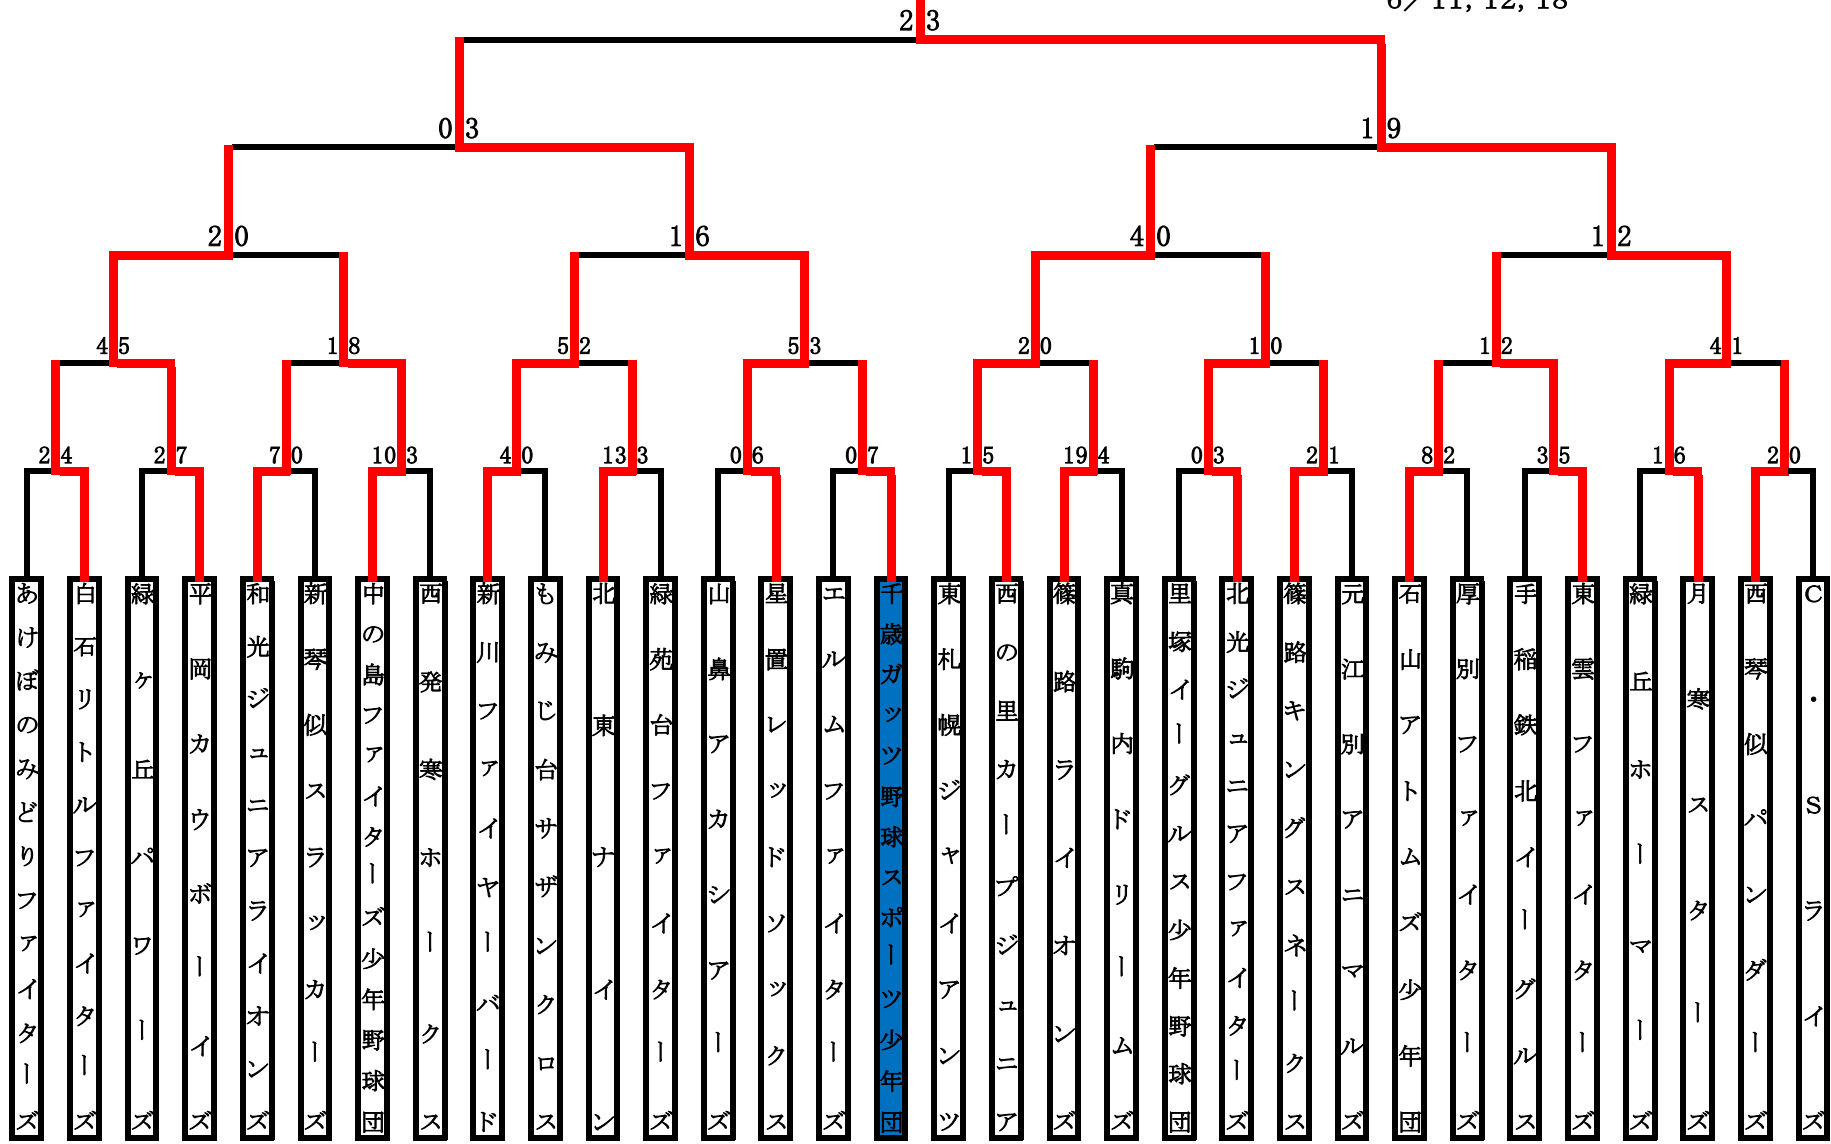 2 3
0 3
1 9
2 0
1 6
4 0
1 2
4 5
1 8
5 2
5 3
2 0
1 0
1 2
4 1
2 4
2 7
7 0
10 3
4 0
13 3
0 6
0 7
1 5
19 4
0 3
2 1
8 2
3 5
1 6
2 0
あけぼのみどりファイターズ
白石リトルファイターズ
緑ヶ丘パワーズ
平岡カウボーイズ
和光ジュニアライオンズ
新琴似スラッガーズ
中の島ファイターズ少年野球団
西発寒ホークス
新川ファイヤーバード
もみじ台サザンクロス
北東ナイン
緑苑台ファイターズ
山鼻アカシアーズ
星置レッドソックス
エルムファイターズ
千歳ガッツ野球スポーツ少年団
東札幌ジャイアンツ
西の里カープジュニア
篠路ライオンズ
真駒内ドリームズ
里塚イーグルス少年野球団
北光ジュニアファイターズ
篠路キングスネークス
元江別アニマルズ
石山アトムズ少年団
厚別ファイターズ
手稲鉄北イーグルス
東雲ファイターズ
緑丘ホーマーズ
月寒スターズ
西琴似パンダーズ
C・Sライズ